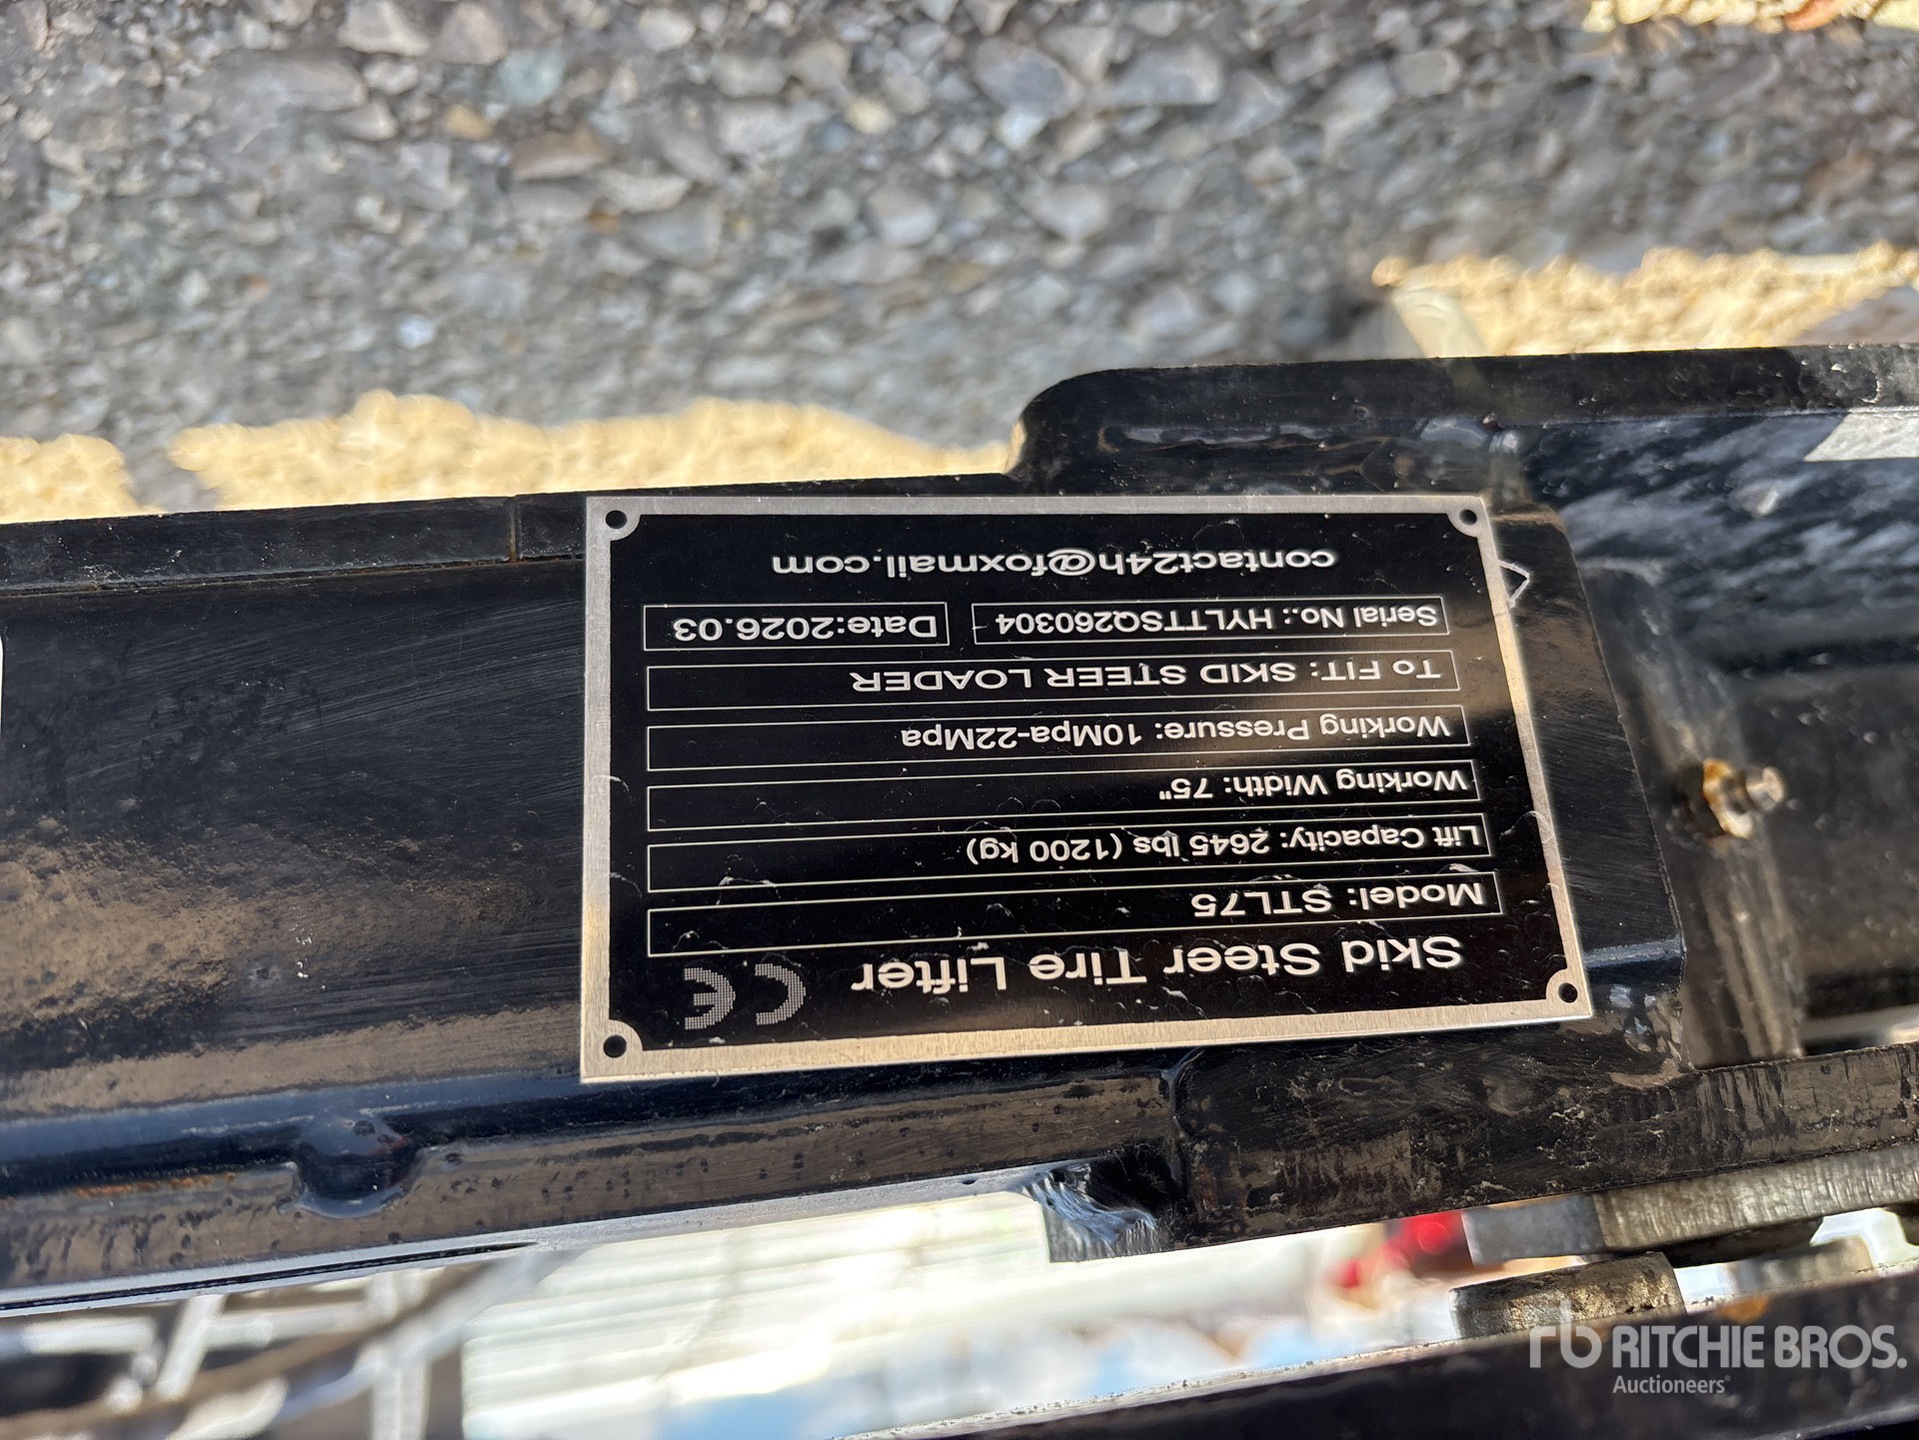 Skid Steer Tire Lifter CE
Model: STL75
Lift Capacity: 2645 lbs (1200 kg)
Working Width: 75"
Working Pressure: 10Mpa-22Mpa
To FIT: SKID STEER LOADER
Serial No.: HYLTTSQ260304 Date:2026.03
contact24h@foxmail.com
rb RITCHIE BROS.
Auctioneers